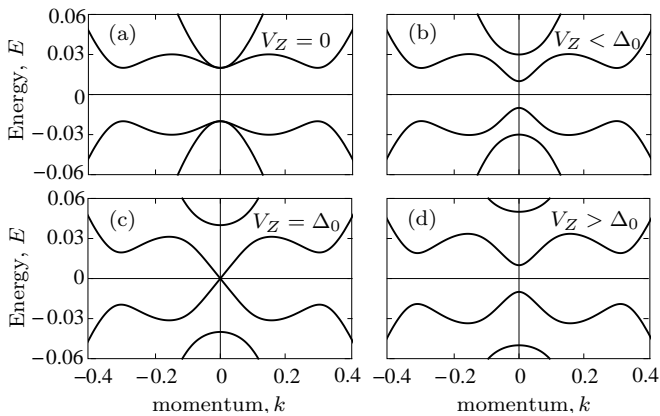 0.06
0.03
0
−0.03
−0.06
Energy, E
(a)
V_Z = 0
(b)
V_Z < Δ_0
0.06
0.03
0
−0.03
−0.06
Energy, E
(c)
V_Z = Δ_0
(d)
V_Z > Δ_0
−0.4 −0.2 0 0.2 0.4
−0.4 −0.2 0 0.2 0.4
momentum, k
momentum, k